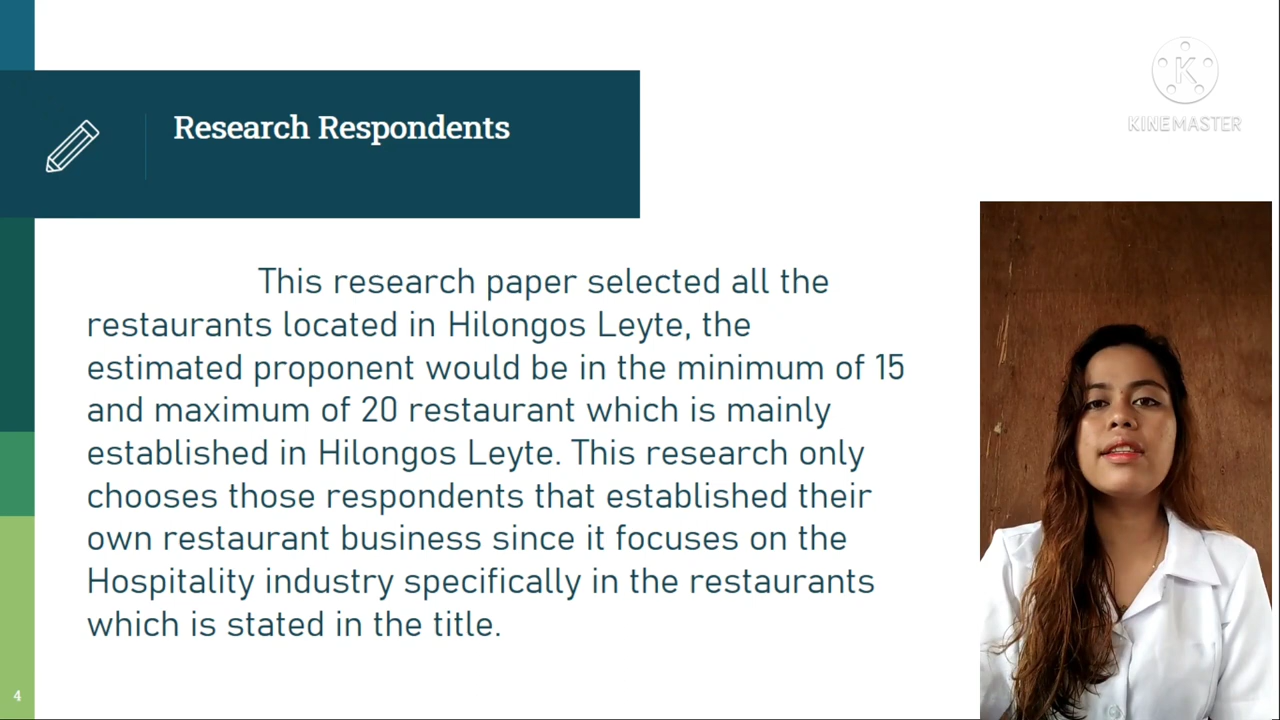 Research Respondents
K
KINEMASTER
This research paper selected all the
restaurants located in Hilongos Leyte, the
estimated proponent would be in the minimum of 15
and maximum of 20 restaurant which is mainly
established in Hilongos Leyte. This research only
chooses those respondents that established their
own restaurant business since it focuses on the
Hospitality industry specifically in the restaurants
which is stated in the title.
4